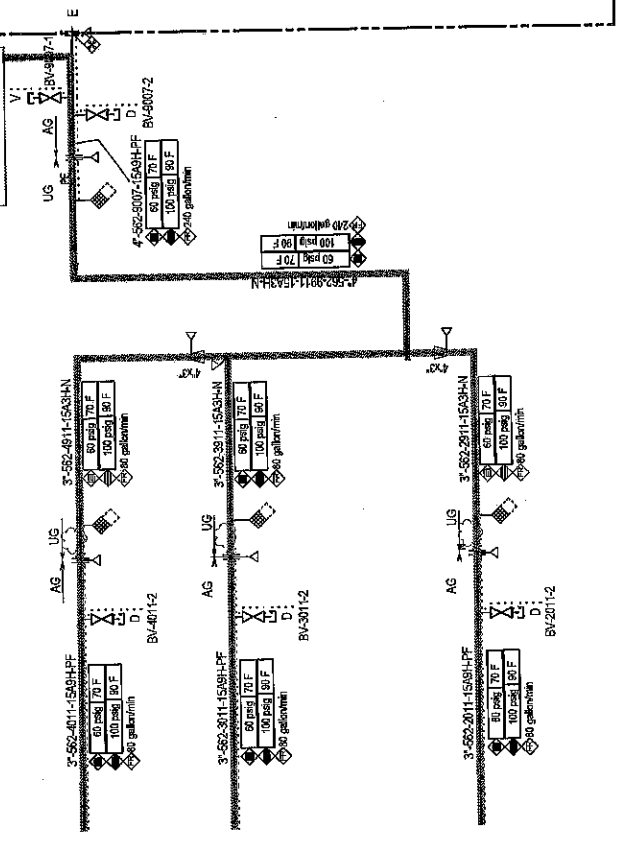 E
BV-9007-1
V
AG
UG
PF
D
BV-9007-2
4"-562-9007-15A9H-PF
60 psig 70 F
100 psig 90 F
240 gallon/min
4"-562-9911-15A3H-N
60 psig 70 F
100 psig 90 F
240 gallon/min
4"x3"
3"-562-4911-15A3H-N
60 psig 70 F
100 psig 90 F
80 gallon/min
UG
AG
D
BV-4011-2
3"-562-4011-15A9H-PF
60 psig 70 F
100 psig 90 F
80 gallon/min
3"-562-3911-15A3H-N
60 psig 70 F
100 psig 90 F
80 gallon/min
UG
AG
D
BV-3011-2
3"-562-3011-15A9H-PF
60 psig 70 F
100 psig 90 F
80 gallon/min
4"x3"
3"-562-2911-15A3H-N
60 psig 70 F
100 psig 90 F
80 gallon/min
UG
AG
D
BV-2011-2
3"-562-2011-15A9H-PF
60 psig 70 F
100 psig 90 F
80 gallon/min